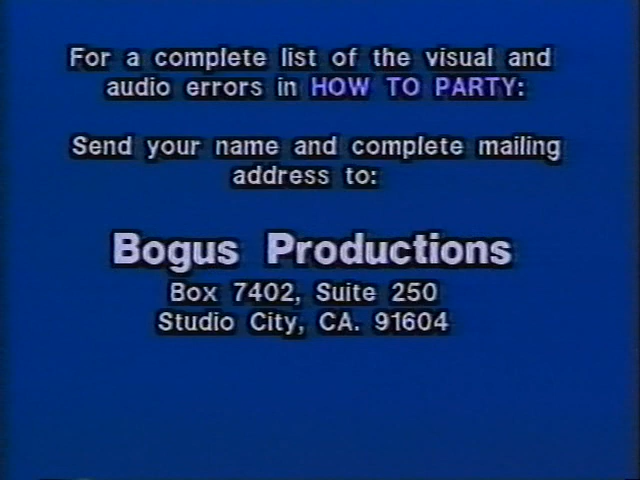 For a complete list of the visual and
audio errors in HOW TO PARTY:
Send your name and complete mailing
address to:
Bogus Productions
Box 7402, Suite 250
Studio City, CA. 91604